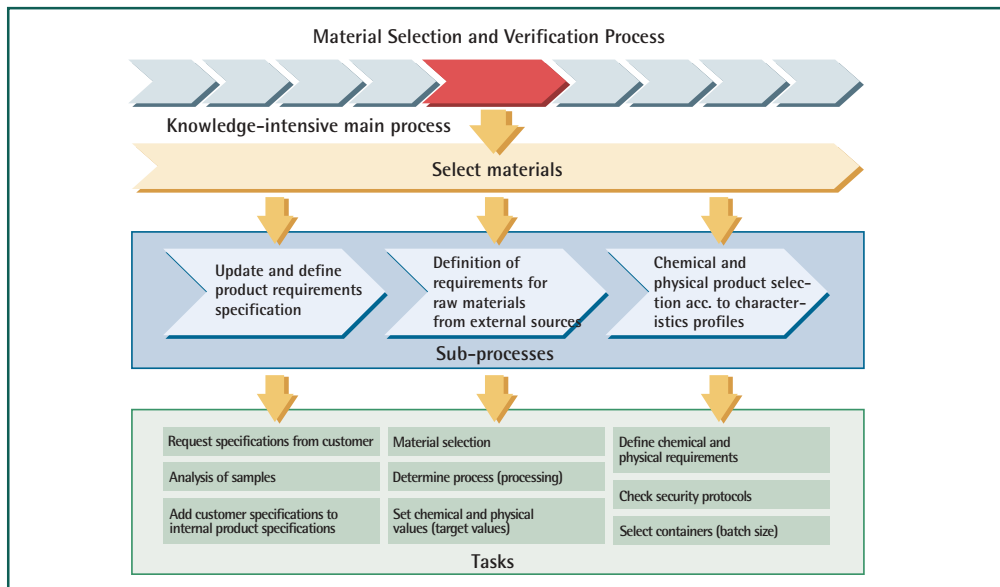 Material Selection and Verification Process
Knowledge-intensive main process
Select materials
Update and define
product requirements
specification
Definition of
requirements for
raw materials
from external sources
Chemical and
physical product selec-
tion acc. to character-
istics profiles
Sub-processes
Request specifications from customer
Analysis of samples
Add customer specifications to
internal product specifications
Material selection
Determine process (processing)
Set chemical and physical
values (target values)
Define chemical and
physical requirements
Check security protocols
Select containers (batch size)
Tasks